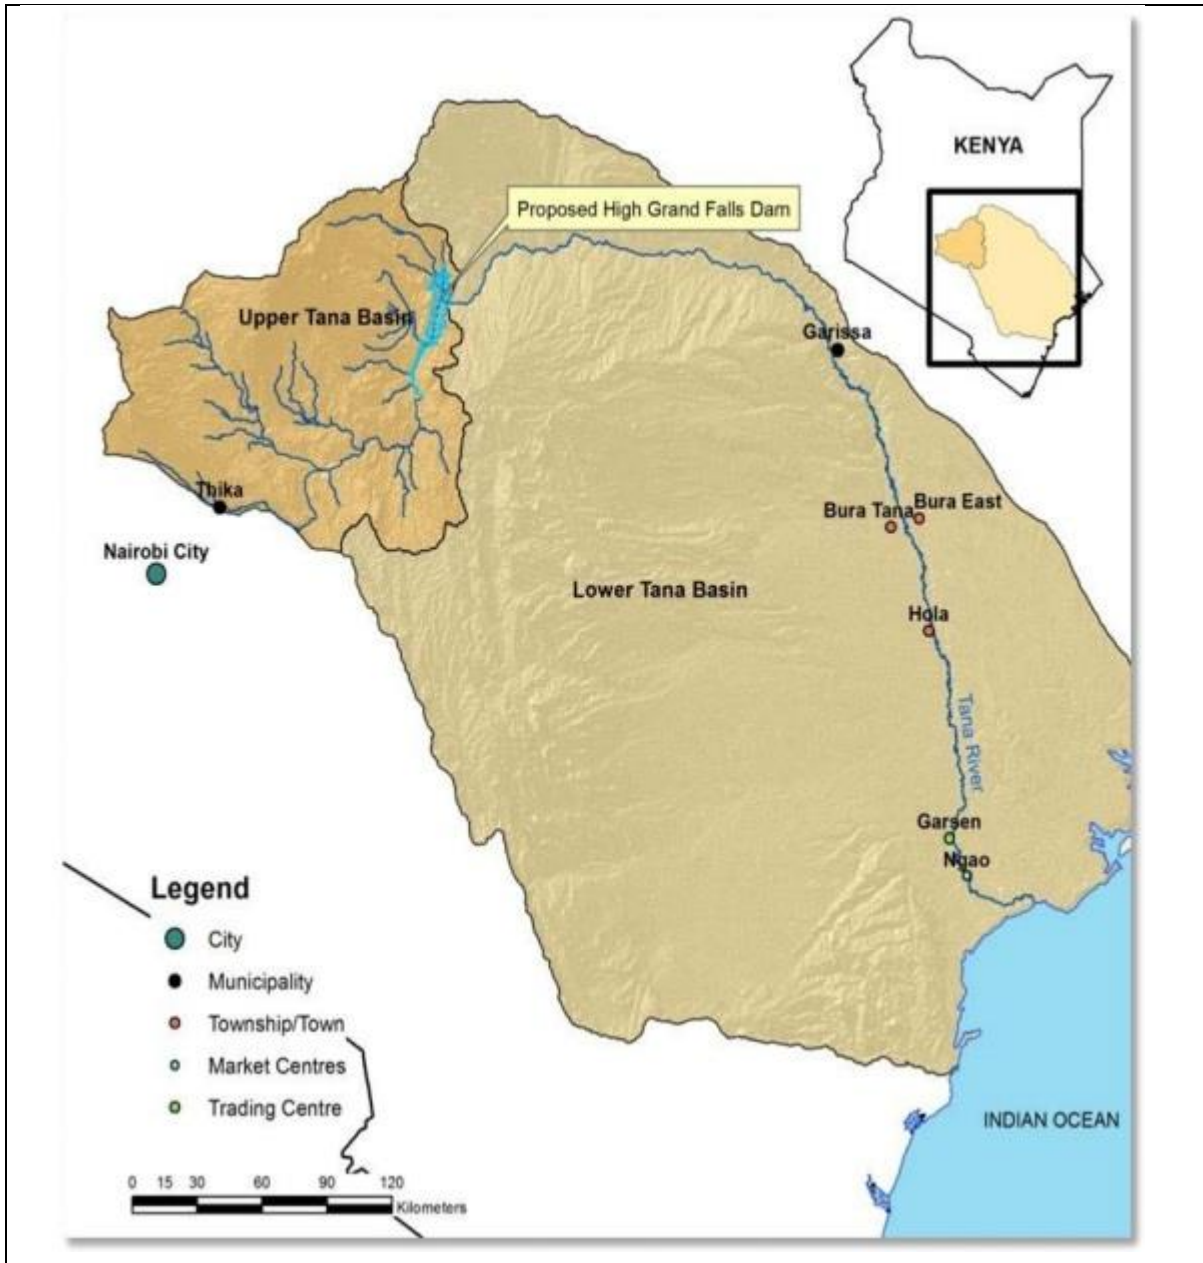 KENYA
Proposed High Grand Falls Dam
Upper Tana Basin
Garissa
Thika
Bura Tana
Bura East
Nairobi City
Lower Tana Basin
Hola
Tana River
Garsen
Ngao
Legend
City
Municipality
Township/Town
Market Centres
Trading Centre
INDIAN OCEAN
0 15 30 60 90 120
Kilometers